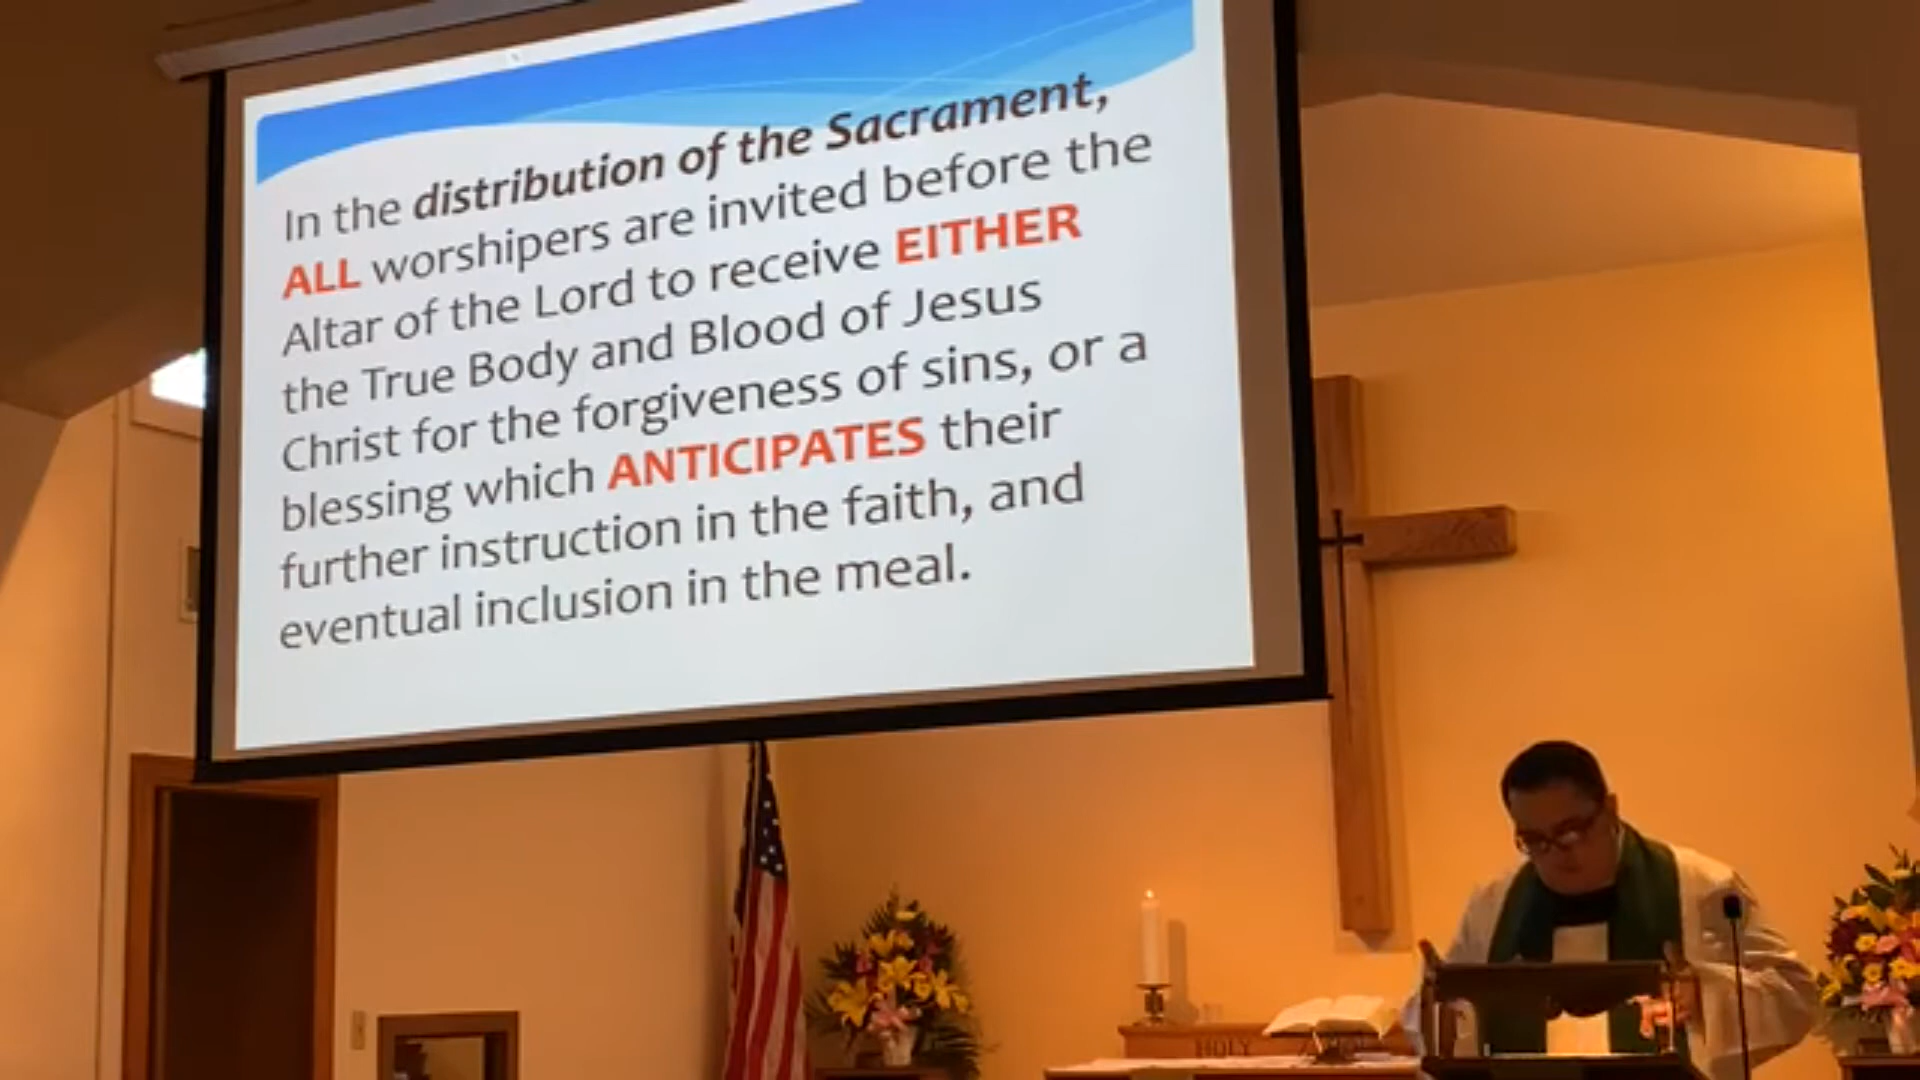 In the distribution of the Sacrament,
ALL worshipers are invited before the
Altar of the Lord to receive EITHER
the True Body and Blood of Jesus
Christ for the forgiveness of sins, or a
blessing which ANTICIPATES their
further instruction in the faith, and
eventual inclusion in the meal.
HOLY